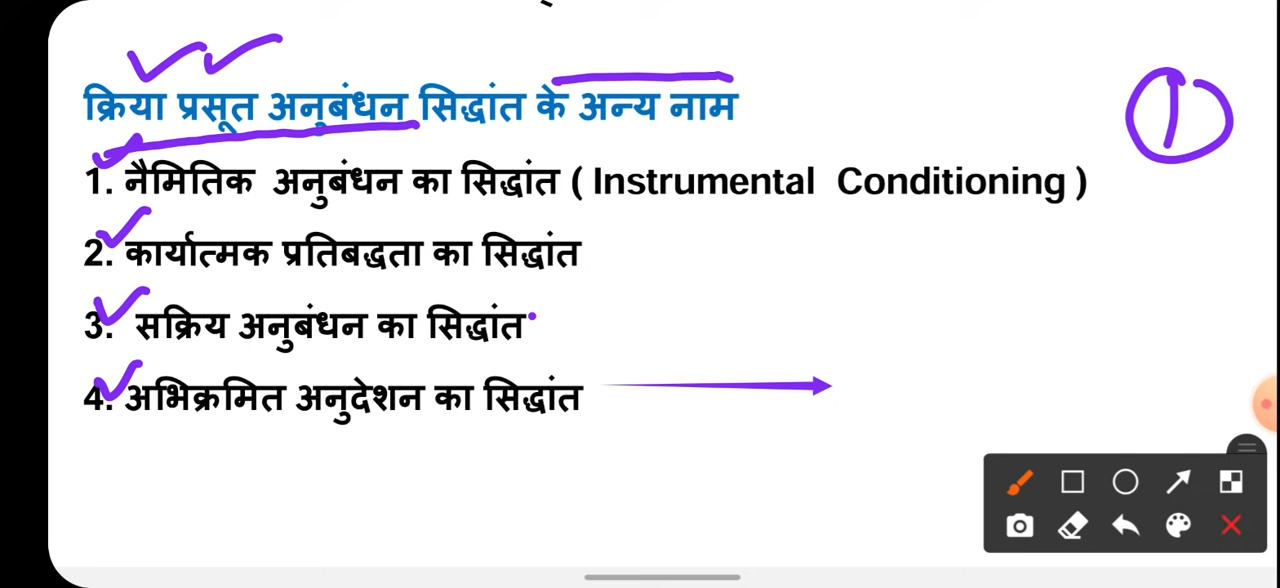 क्रिया प्रसूत अनुबंधन सिद्धांत के अन्य नाम
1
1. नैमितिक अनुबंधन का सिद्धांत ( Instrumental Conditioning )
2. कार्यात्मक प्रतिबद्धता का सिद्धांत
3. सक्रिय अनुबंधन का सिद्धांत
4. अभिक्रमित अनुदेशन का सिद्धांत